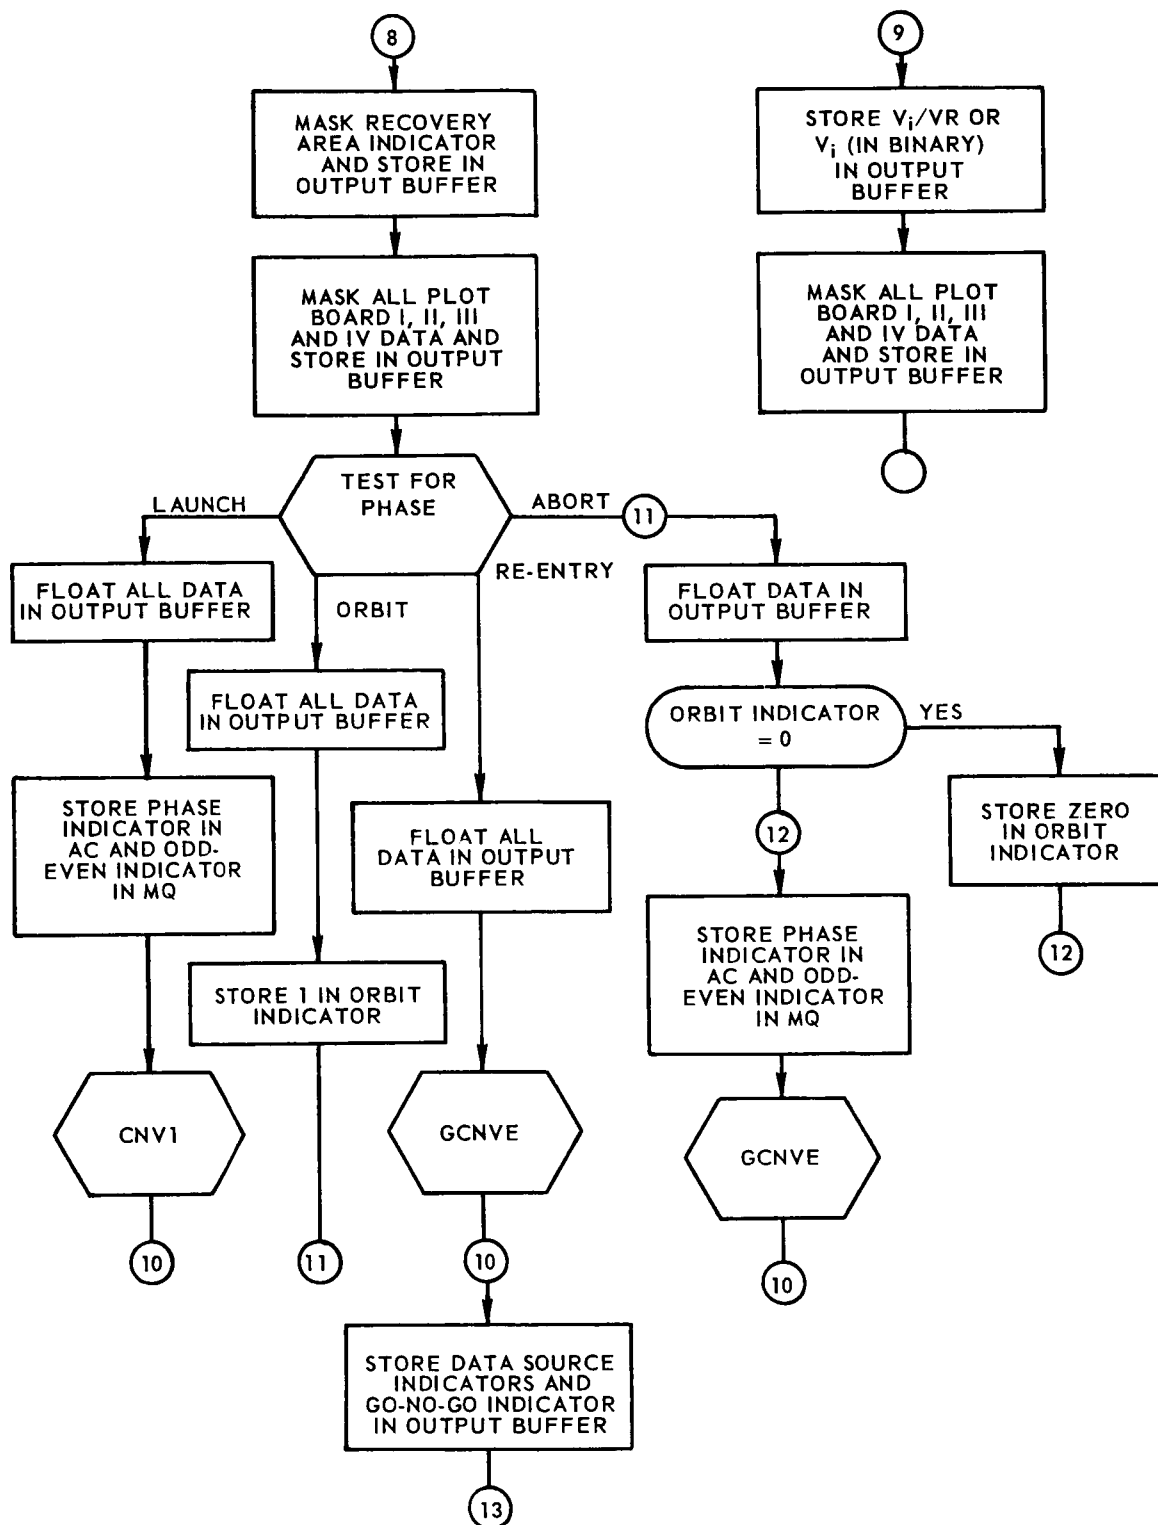 8
MASK RECOVERY
AREA INDICATOR
AND STORE IN
OUTPUT BUFFER
MASK ALL PLOT
BOARD I, II, III
AND IV DATA AND
STORE IN OUTPUT
BUFFER
9
STORE Vi/VR OR
Vi (IN BINARY)
IN OUTPUT
BUFFER
MASK ALL PLOT
BOARD I, II, III
AND IV DATA
AND STORE IN
OUTPUT BUFFER
TEST FOR
PHASE
LAUNCH
ABORT
11
RE-ENTRY
ORBIT
FLOAT ALL DATA
IN OUTPUT BUFFER
STORE PHASE
INDICATOR IN
AC AND ODD-
EVEN INDICATOR
IN MQ
CNV1
10
FLOAT ALL DATA
IN OUTPUT BUFFER
STORE 1 IN ORBIT
INDICATOR
11
FLOAT ALL
DATA IN OUTPUT
BUFFER
GCNVE
10
STORE DATA SOURCE
INDICATORS AND
GO-NO-GO INDICATOR
IN OUTPUT BUFFER
13
FLOAT DATA IN
OUTPUT BUFFER
ORBIT INDICATOR
= 0
YES
12
STORE PHASE
INDICATOR IN
AC AND ODD-
EVEN INDICATOR
IN MQ
GCNVE
10
STORE ZERO
IN ORBIT
INDICATOR
12